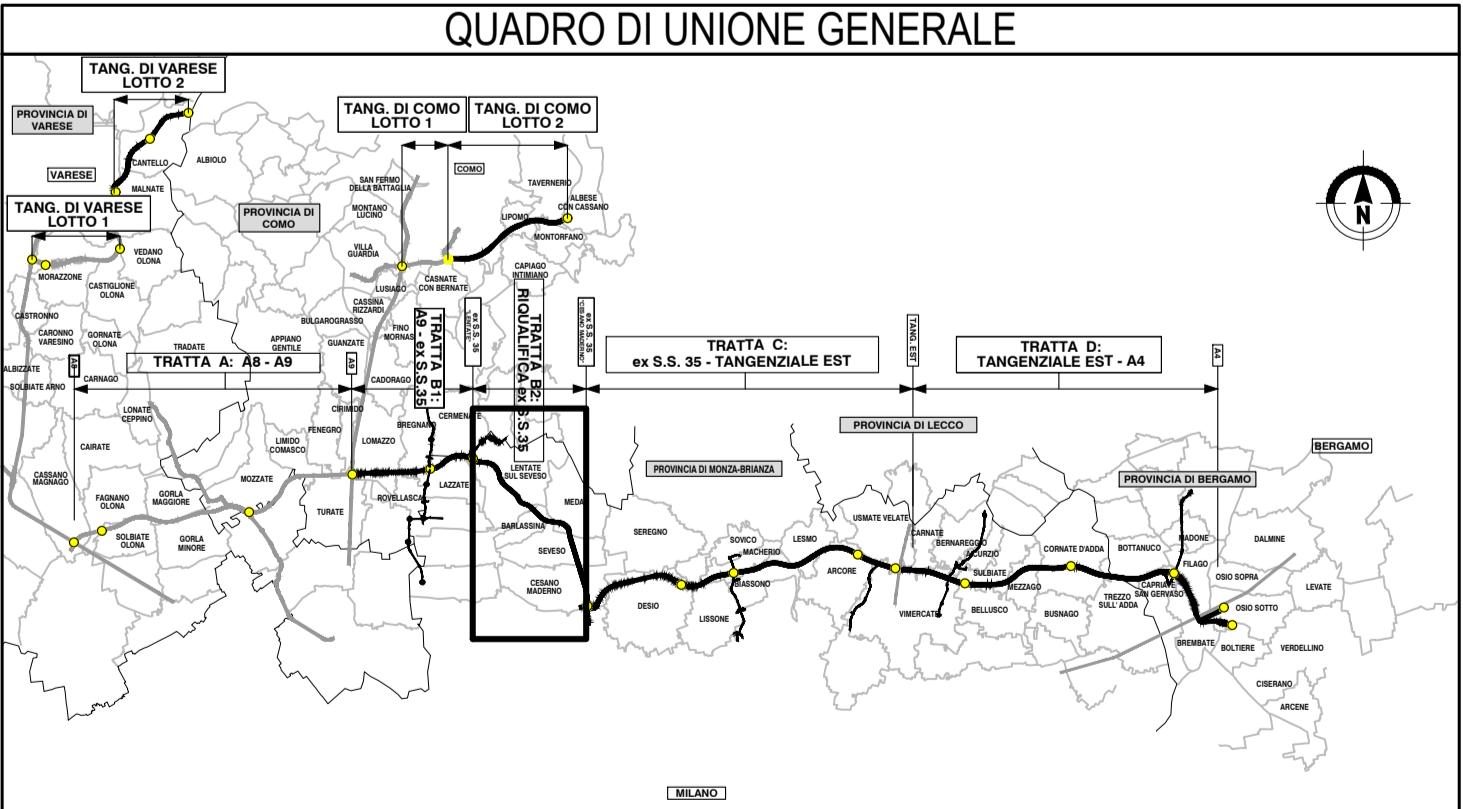 QUADRO DI UNIONE GENERALE
TANG. DI VARESE
LOTTO 2
PROVINCIA DI
VARESE
TANG. DI COMO
LOTTO 1
TANG. DI COMO
LOTTO 2
CANTELLO
ALBIOLO
VARESE
MALNATE
COMO
SAN FERMO
DELLA BATTAGLIA
TAVERNERIO
ALBESE
CON CASSANO
TANG. DI VARESE
LOTTO 1
PROVINCIA DI
COMO
MONTANO
LUCINO
LIPOMO
MONTORFANO
N
VEDANO
OLONA
VILLA
GUARDIA
MORAZZONE
CASTIGLIONE
OLONA
LUSIAGO
CASNATE
CON BERNATE
CAPIAGO
INTIMIANO
CASSINA
RIZZARDI
CASTRONNO
BULGAROGRASSO
CARONNO
VARESINO
GORNATE
OLONA
TRADATE
APPIANO
GENTILE
GUANZATE
FINO
MORNAS
TRATTA B1:
A9 - ex S.S.35
ex S.S. 35
"LENTATE"
TRATTA B2:
RIQUALIFICA ex S.S.35
ex S.S. 35
"CESANO MADERNO"
TANG. EST
A4
A8
TRATTA A: A8 - A9
A9
TRATTA C:
ex S.S. 35 - TANGENZIALE EST
TRATTA D:
TANGENZIALE EST - A4
ALBIZZATE
SOLBIATE ARNO
CARNAGO
CADORAGO
LONATE
CEPPINO
CIRIMIDO
FENEGRO
BREGNANO
CERMENATE
PROVINCIA DI LECCO
CAIRATE
LIMIDO
COMASCO
LOMAZZO
BERGAMO
CASSANO
MAGNAGO
MOZZATE
LENTATE
SUL SEVESO
PROVINCIA DI MONZA-BRIANZA
PROVINCIA DI BERGAMO
FAGNANO
OLONA
GORLA
MAGGIORE
ROVELLASCA
LAZZATE
MEDA
TURATE
SOLBIATE
OLONA
GORLA
MINORE
BARLASSINA
SEVESO
SEREGNO
SOVICO
MACHERIO
LESMO
USMATE VELATE
CARNATE
BERNAREGGIO
AICURZIO
CORNATE D'ADDA
BOTTANUCO
MADONE
DALMINE
FILAGO
OSIO SOPRA
CESANO
MADERNO
BIASSONO
ARCORE
SULBIATE
MEZZAGO
CAPRIATE
SAN GERVASO
LEVATE
DESIO
LISSONE
VIMERCATE
BELLUSCO
BUSNAGO
TREZZO
SULL' ADDA
OSIO SOTTO
BREMBATE
BOLTIERE
VERDELLINO
CISERANO
ARCENE
MILANO